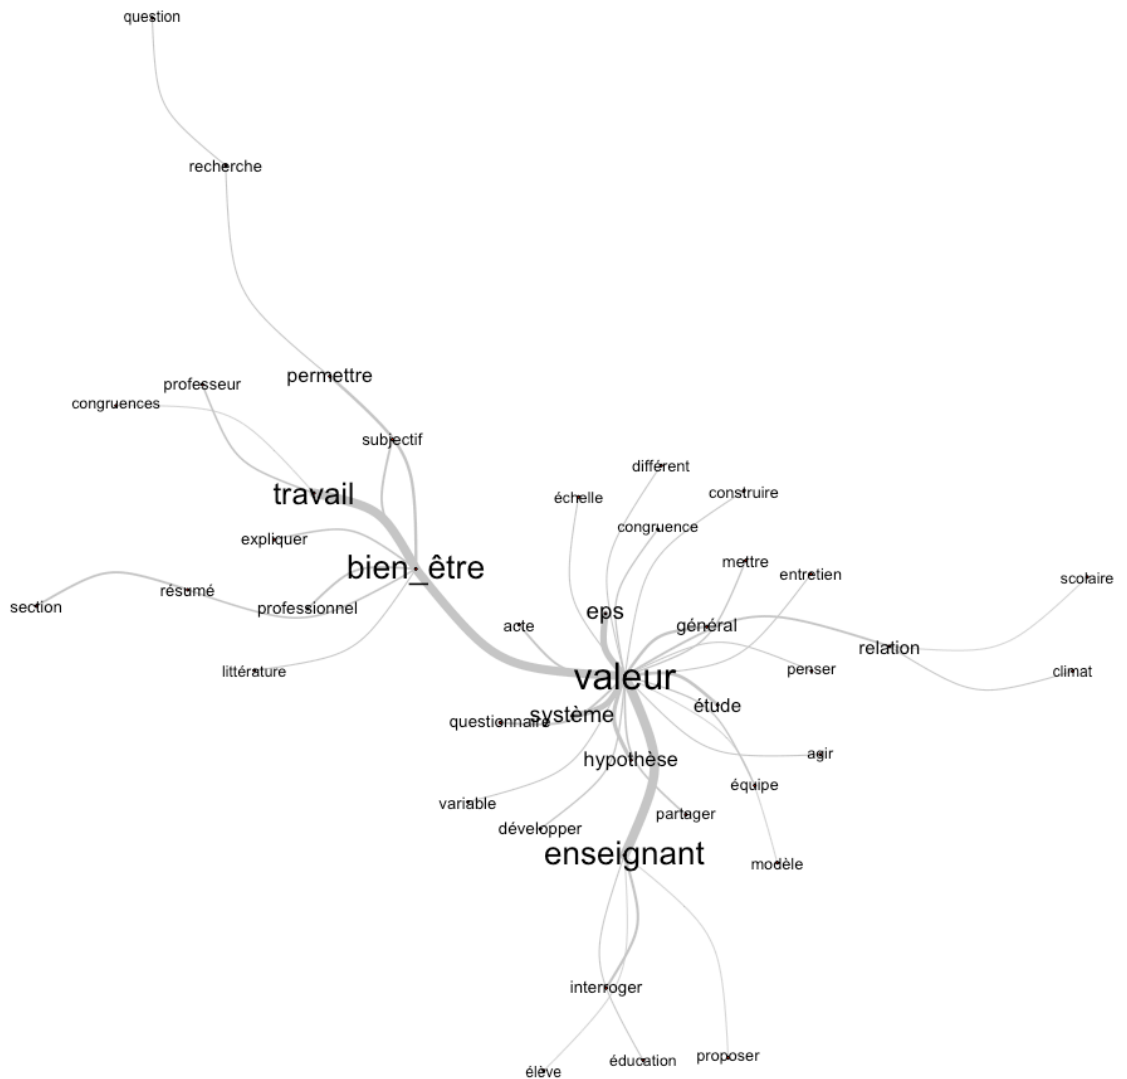 question
recherche
permettre
professeur
congruences
subjectif
différent
travail
construire
échelle
congruence
expliquer
mettre
bien_être
entretien
scolaire
résumé
section
professionnel
eps
acte
général
relation
littérature
penser
climat
valeur
étude
système
questionnaire
agir
hypothèse
équipe
variable
partager
développer
enseignant
modèle
interroger
proposer
éducation
élève